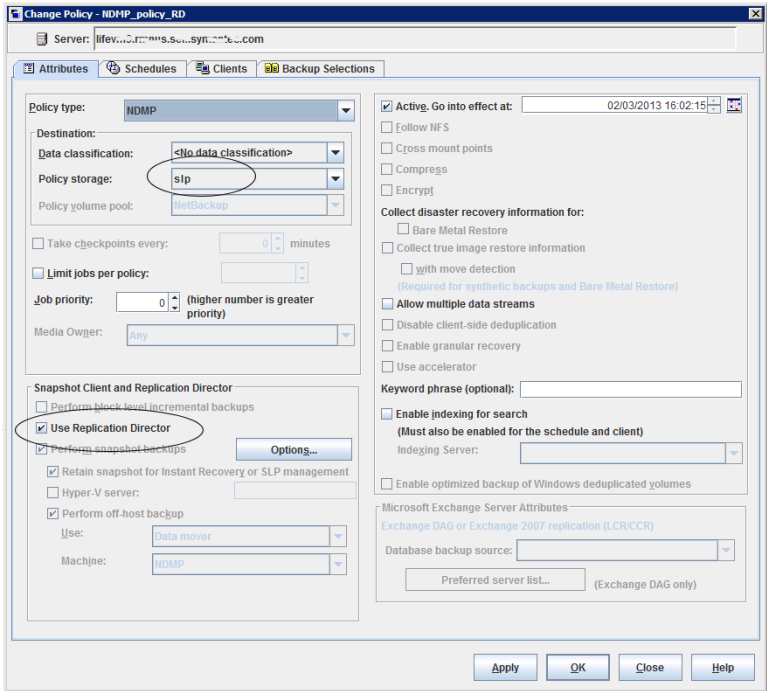 Change Policy - NDMP_policy_RD
Server:
Attributes Schedules Clients Backup Selections
Policy type: NDMP
Destination:
Data classification: <No data classification>
Policy storage: slp
Policy volume pool: NetBackup
Take checkpoints every: 0 minutes
Limit jobs per policy:
Job priority: 0 (higher number is greater
priority)
Media Owner: Any
Snapshot Client and Replication Director
Perform block level incremental backups
Use Replication Director
Perform snapshot backups Options...
Retain snapshot for Instant Recovery or SLP management
Hyper-V server:
Perform off-host backup
Use: Data mover
Machine: NDMP
Active. Go into effect at: 02/03/2013 16:02:15
Follow NFS
Cross mount points
Compress
Encrypt
Collect disaster recovery information for:
Bare Metal Restore
Collect true image restore information
with move detection
(Required for synthetic backups and Bare Metal Restore)
Allow multiple data streams
Disable client-side deduplication
Enable granular recovery
Use accelerator
Keyword phrase (optional):
Enable indexing for search
(Must also be enabled for the schedule and client)
Indexing Server:
Enable optimized backup of Windows deduplicated volumes
Microsoft Exchange Server Attributes
Exchange DAG or Exchange 2007 replication (LCR/CCR)
Database backup source:
Preferred server list... (Exchange DAG only)
Apply OK Close Help